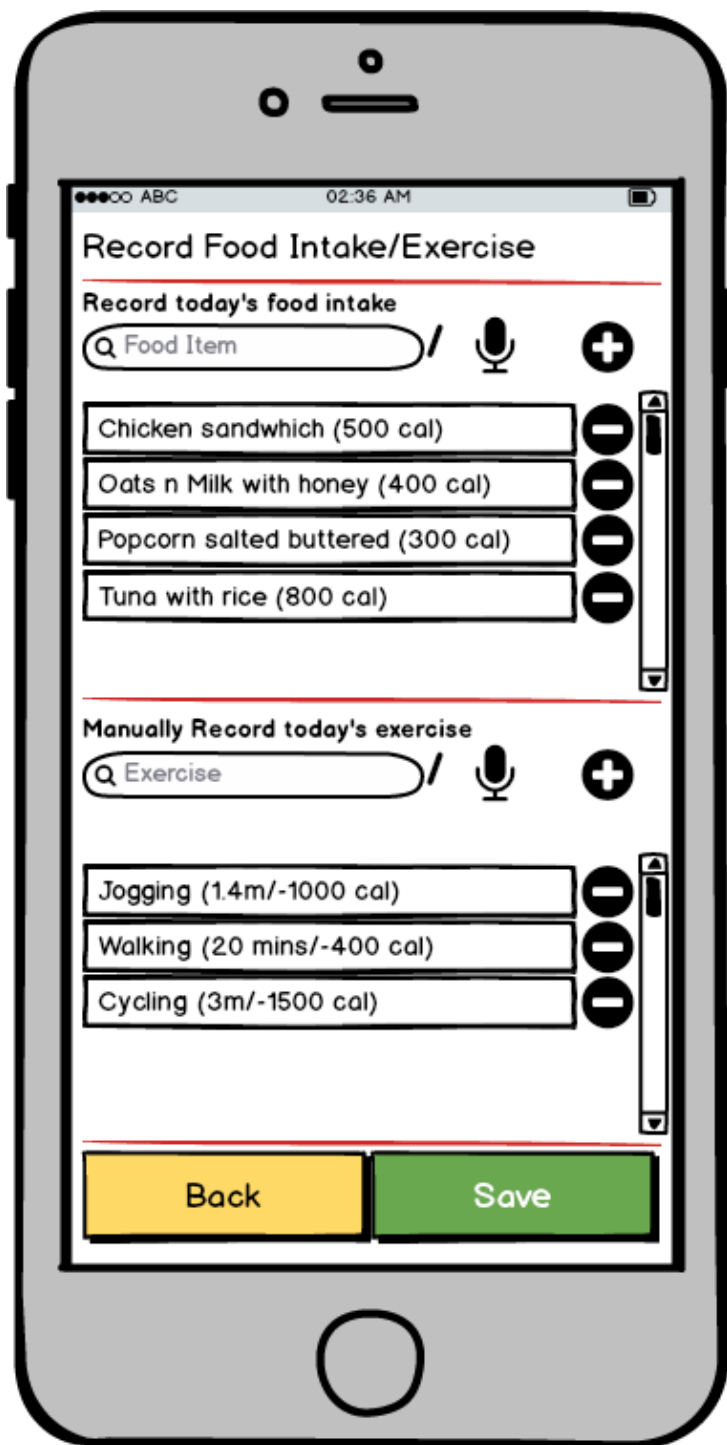 ABC 02:36 AM
Record Food Intake/Exercise
Record today's food intake
Food Item /
Chicken sandwhich (500 cal)
Oats n Milk with honey (400 cal)
Popcorn salted buttered (300 cal)
Tuna with rice (800 cal)
Manually Record today's exercise
Exercise /
Jogging (1.4m/-1000 cal)
Walking (20 mins/-400 cal)
Cycling (3m/-1500 cal)
Back Save